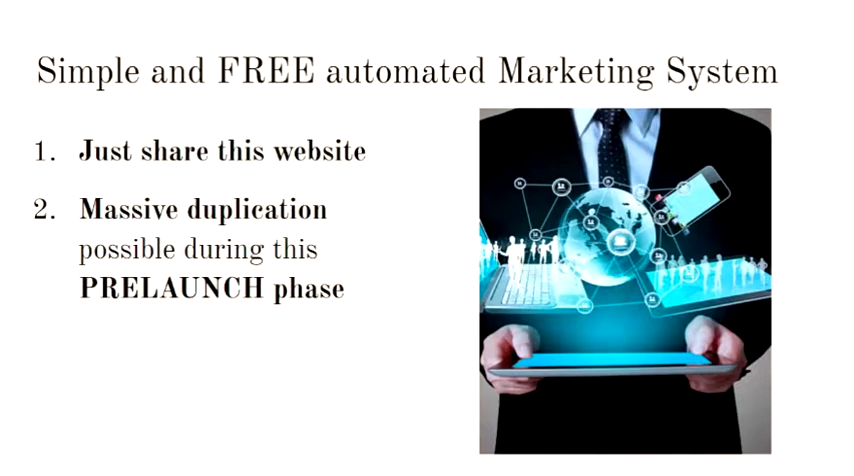 Simple and FREE automated Marketing System
1. Just share this website
2. Massive duplication
possible during this
PRELAUNCH phase